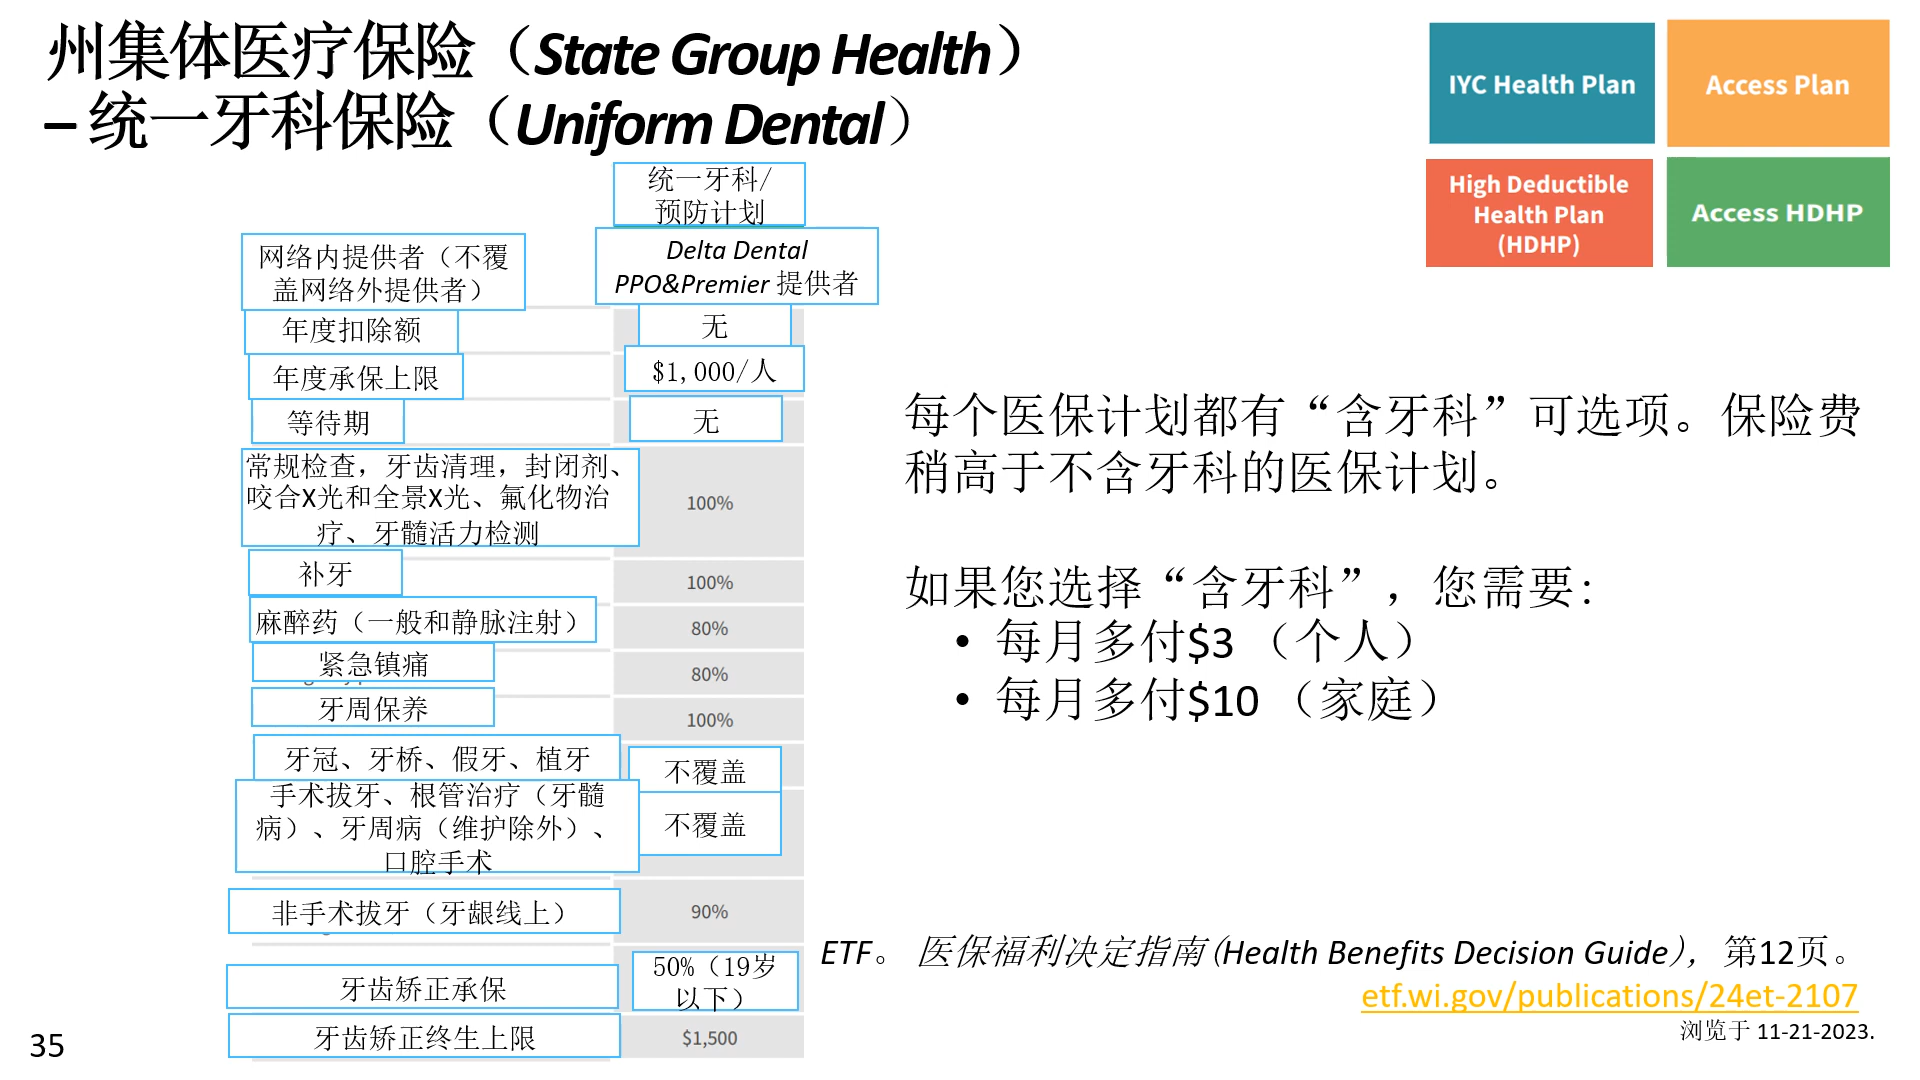 州集体医疗保险（State Group Health）
– 统一牙科保险（Uniform Dental）
IYC Health Plan
Access Plan
High Deductible
Health Plan
(HDHP)
Access HDHP
统一牙科/
预防计划
网络内提供者（不覆
盖网络外提供者）
Delta Dental
PPO&Premier 提供者
年度扣除额
无
年度承保上限
$1,000/人
等待期
无
常规检查，牙齿清理，封闭剂、
咬合X光和全景X光、氟化物治
疗、牙髓活力检测
100%
补牙
100%
麻醉药（一般和静脉注射）
80%
紧急镇痛
80%
牙周保养
100%
牙冠、牙桥、假牙、植牙
不覆盖
手术拔牙、根管治疗（牙髓
病）、牙周病（维护除外）、
口腔手术
不覆盖
非手术拔牙（牙龈线上）
90%
牙齿矫正承保
50%（19岁
以下）
牙齿矫正终生上限
$1,500
每个医保计划都有“含牙科”可选项。保险费
稍高于不含牙科的医保计划。
如果您选择“含牙科”，您需要:
• 每月多付$3 （个人）
• 每月多付$10 （家庭）
ETF。 医保福利决定指南(Health Benefits Decision Guide)， 第12页。
etf.wi.gov/publications/24et-2107
浏览于 11-21-2023.
35